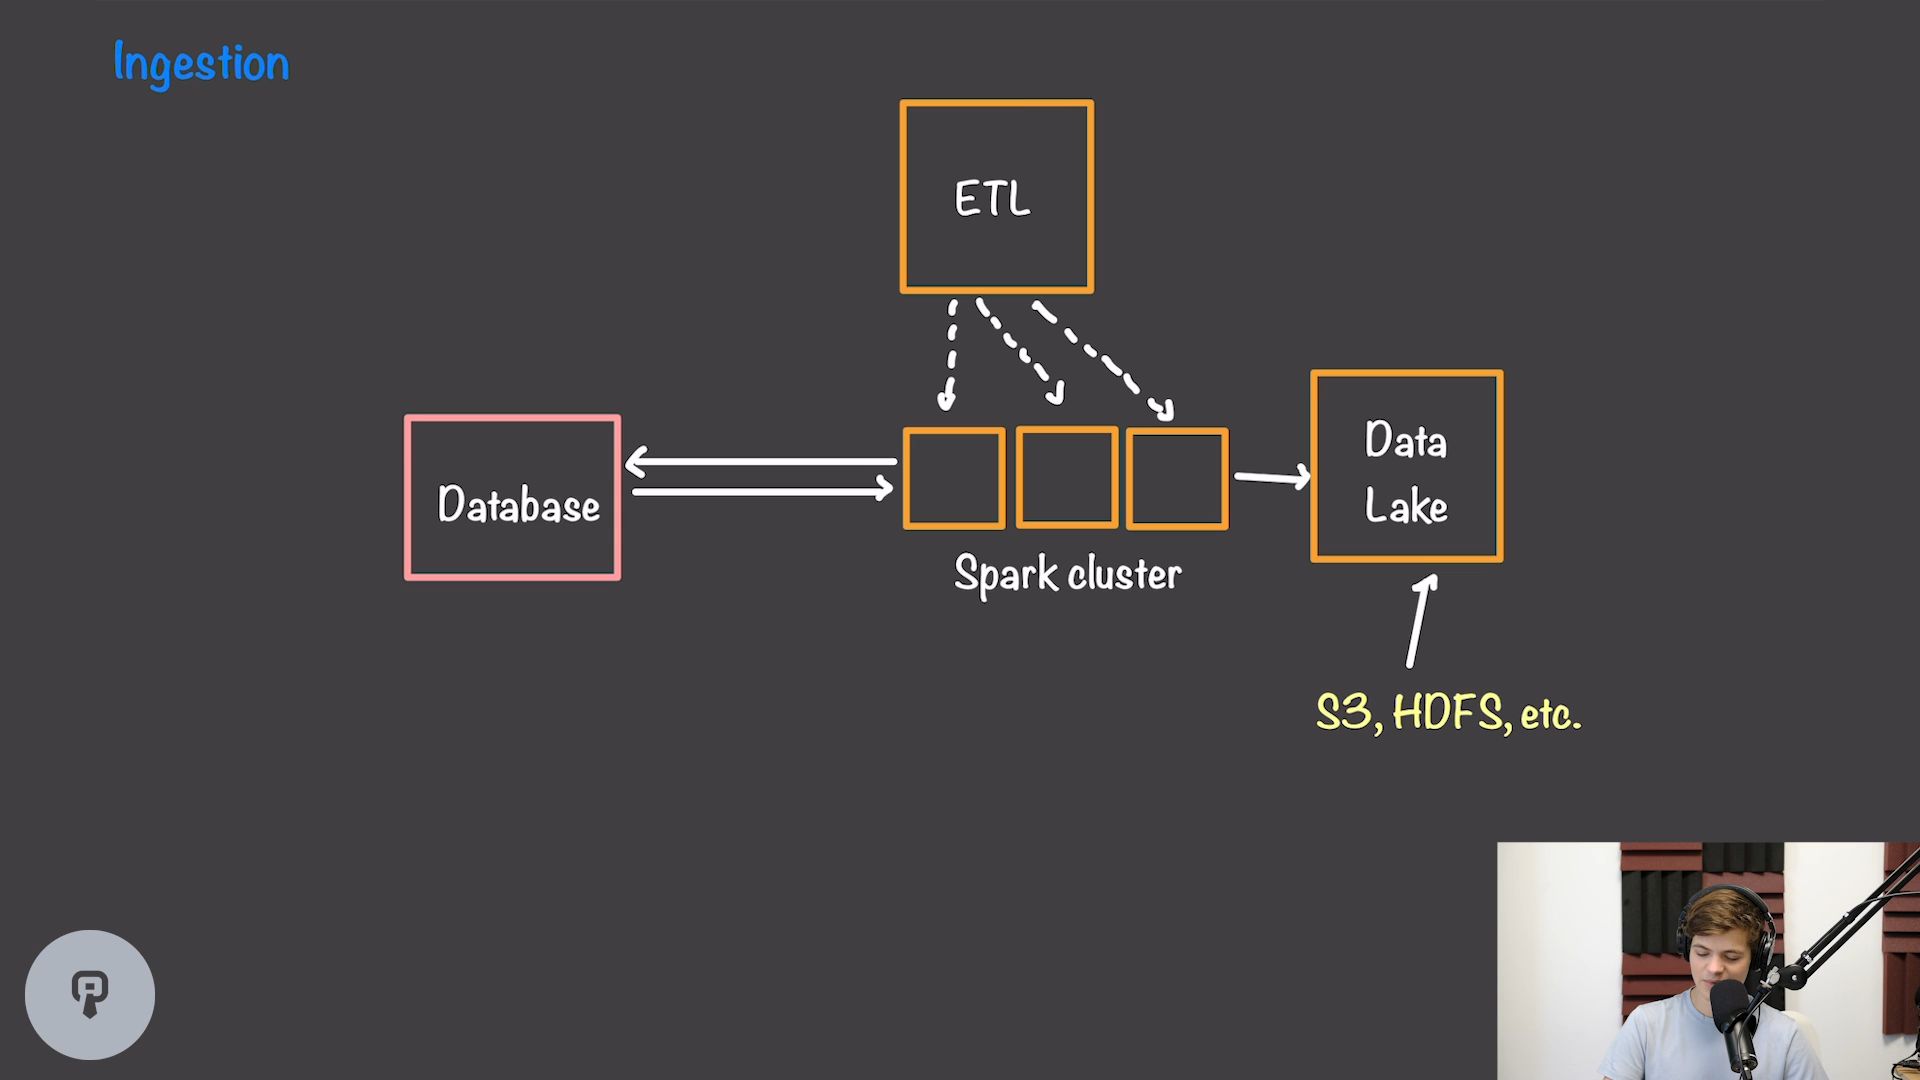 Ingestion
ETL
Database
Data
Lake
Spark cluster
S3, HDFS, etc.